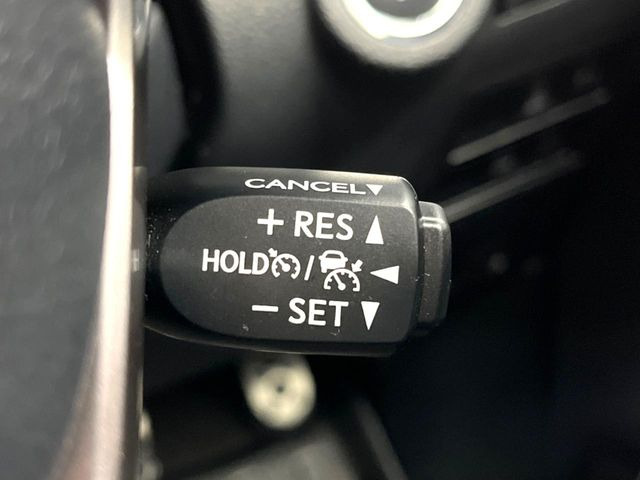 CANCEL▼
+ RES ▲
HOLD / ◀
− SET ▼